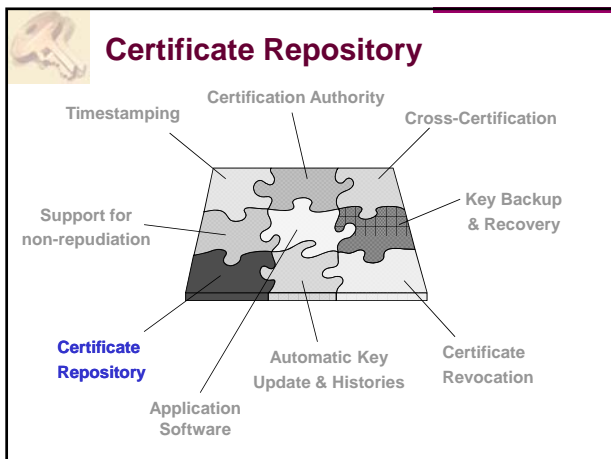 Certificate Repository
Certification Authority
Timestamping
Cross-Certification
Key Backup
& Recovery
Support for
non-repudiation
Certificate
Repository
Automatic Key
Update & Histories
Certificate
Revocation
Application
Software